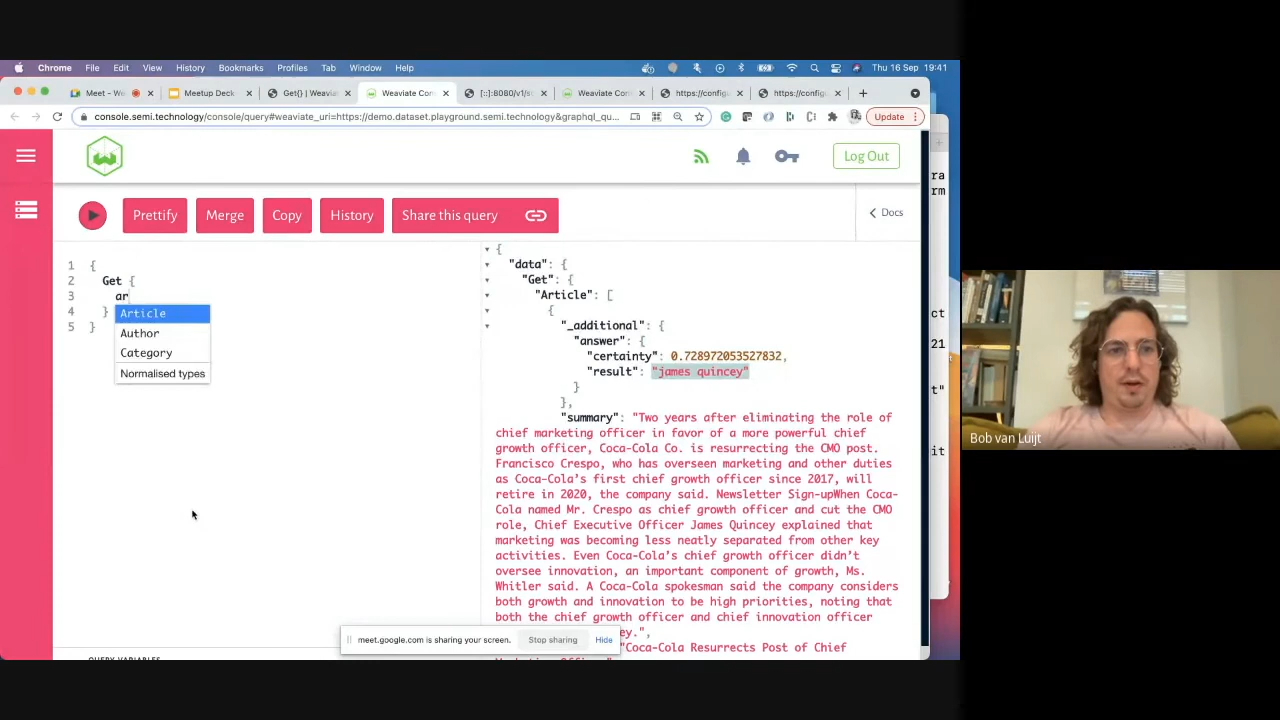 Chrome File Edit View History Bookmarks Profiles Tab Window Help Thu 16 Sep 19:41
Meet - We Meetup Deck Get{} | Weaviat Weaviate Con [::]:8080/v1/s Weaviate Con https://config https://config
console.semi.technology/console/query#weaviate_uri=https://demo.dataset.playground.semi.technology&graphql_qu... Update
Log Out
Prettify Merge Copy History Share this query Docs
1 {
2 Get {
3 ar
4 }
5 }
Article
Author
Category
Normalised types
{
"data": {
"Get": {
"Article": [
{
"_additional": {
"answer": {
"certainty": 0.728972053527832,
"result": "james quincey"
}
},
"summary": "Two years after eliminating the role of
chief marketing officer in favor of a more powerful chief
growth officer, Coca-Cola Co. is resurrecting the CMO post.
Francisco Crespo, who has overseen marketing and other duties
as Coca-Cola's first chief growth officer since 2017, will
retire in 2020, the company said. Newsletter Sign-upWhen Coca-
Cola named Mr. Crespo as chief growth officer and cut the CMO
role, Chief Executive Officer James Quincey explained that
marketing was becoming less neatly separated from other key
activities. Even Coca-Cola's chief growth officer didn't
oversee innovation, an important component of growth, Ms.
Whitler said. A Coca-Cola spokesman said the company considers
both growth and innovation to be high priorities, noting that
both the chief growth officer and chief innovation officer
ey.",
"Coca-Cola Resurrects Post of Chief
meet.google.com is sharing your screen. Stop sharing Hide
QUERY VARIABLES
ra
rm
ct
21
t"
it
Bob van Luijt